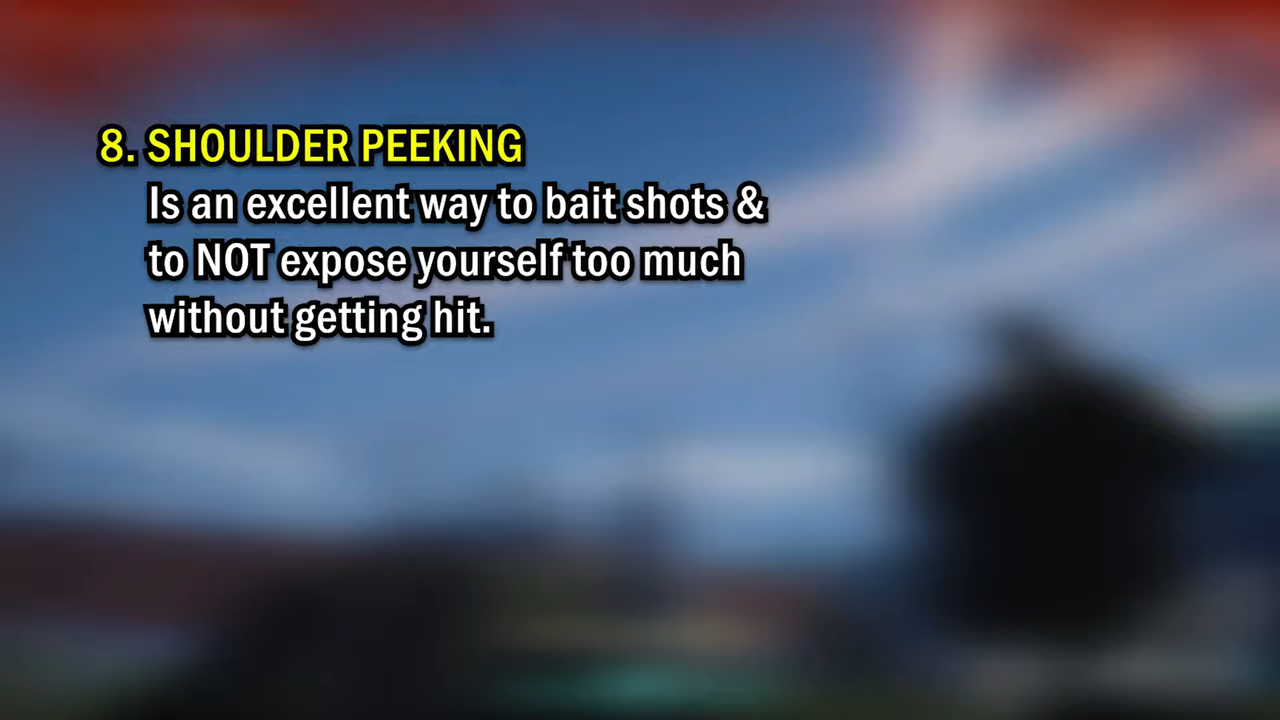 8. SHOULDER PEEKING
Is an excellent way to bait shots &
to NOT expose yourself too much
without getting hit.